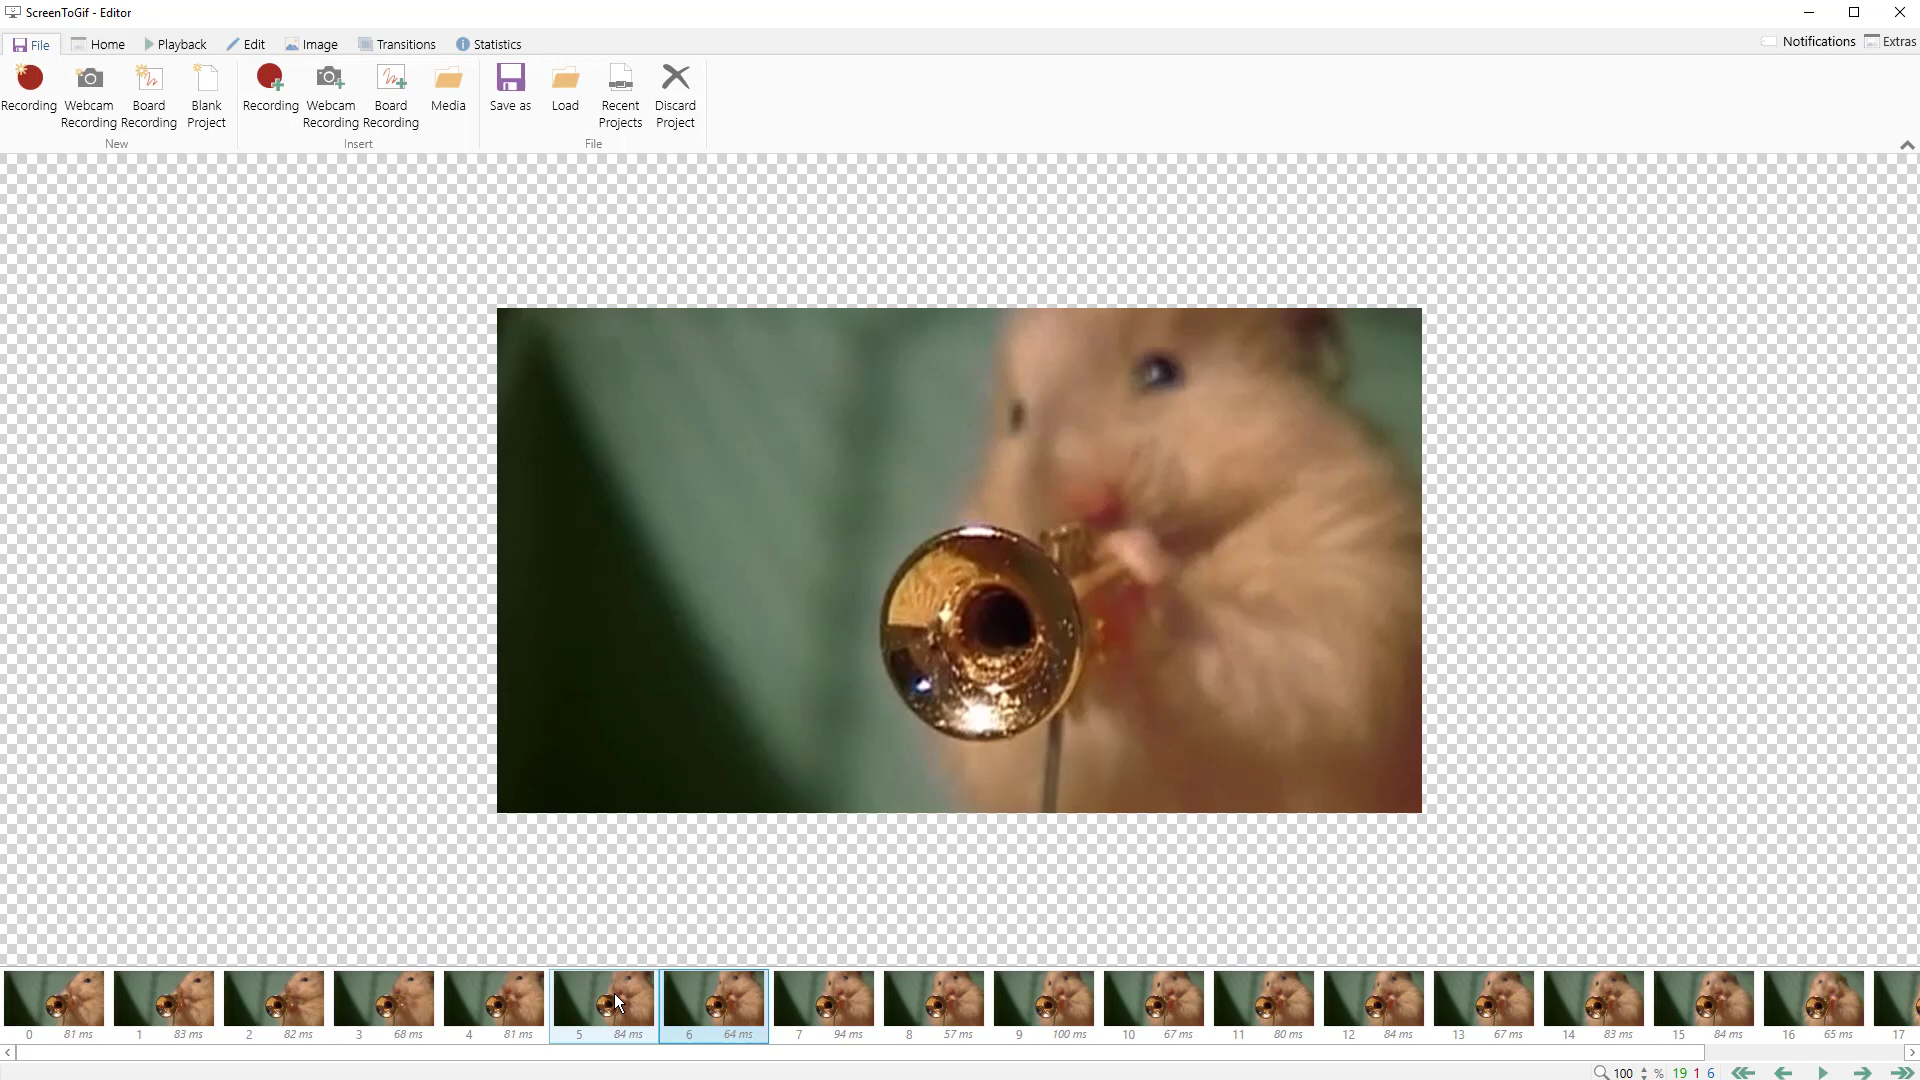 ScreenToGif - Editor
File Home Playback Edit Image Transitions Statistics Notifications Extras
Recording Webcam Recording Board Recording Blank Project
New
Recording Webcam Recording Board Recording Media
Insert
Save as Load Recent Projects Discard Project
File
0 81 ms 1 83 ms 2 82 ms 3 68 ms 4 81 ms 5 84 ms 6 64 ms 7 94 ms 8 57 ms 9 100 ms 10 67 ms 11 80 ms 12 84 ms 13 67 ms 14 83 ms 15 84 ms 16 65 ms 17
100 % 19 1 6